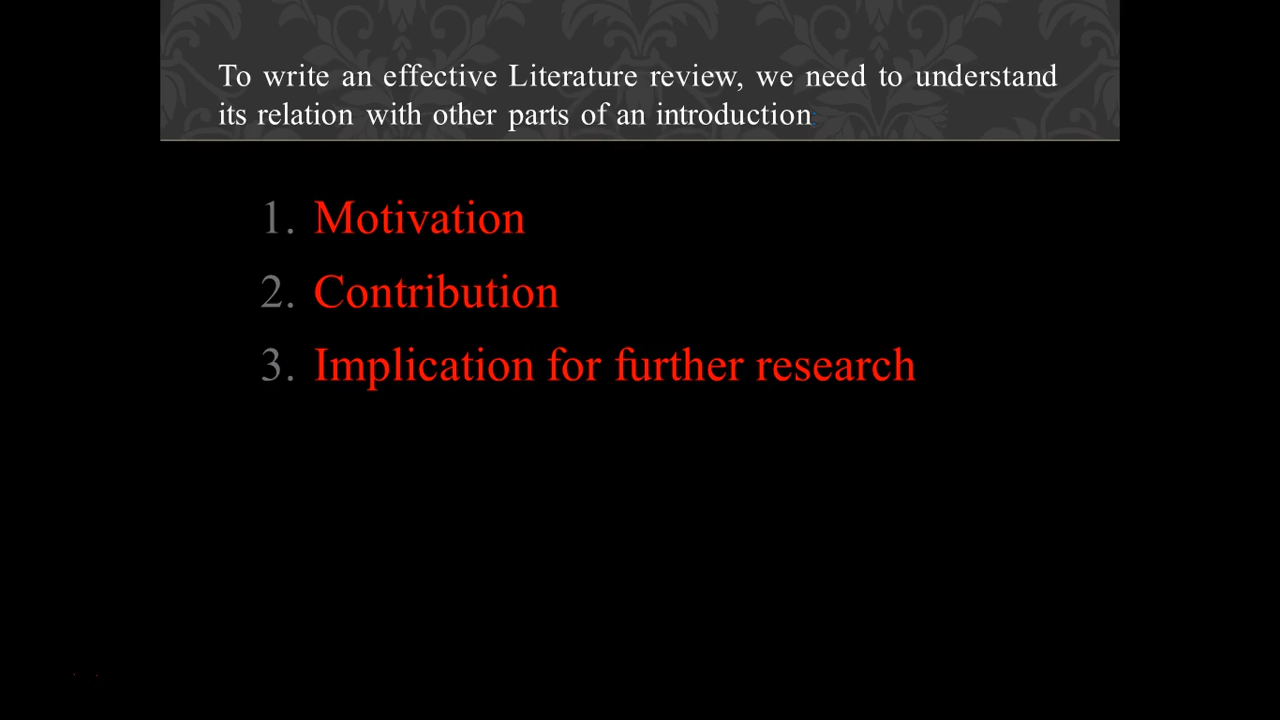 To write an effective Literature review, we need to understand
its relation with other parts of an introduction:
1. Motivation
2. Contribution
3. Implication for further research